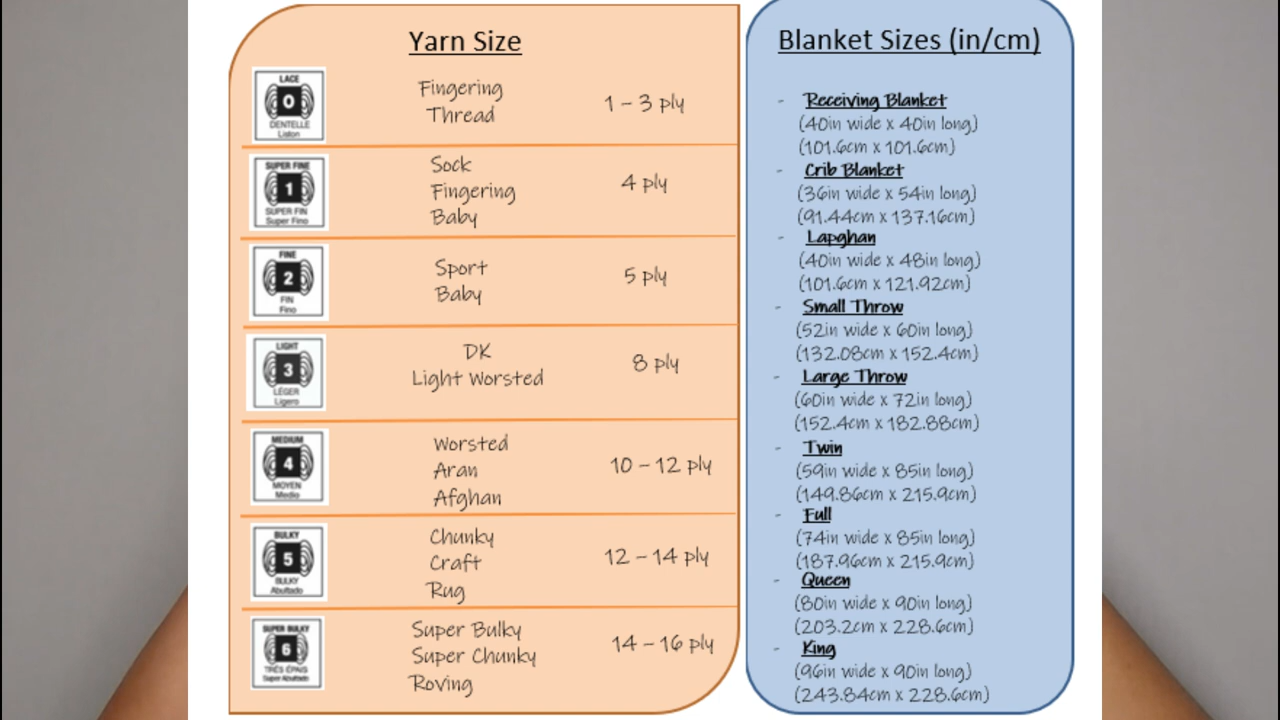 Yarn Size
LACE
0
DENTELLE
Liston
Fingering
Thread
1 – 3 ply
SUPER FINE
1
SUPER FIN
Super Fino
Sock
Fingering
Baby
4 ply
FINE
2
FIN
Fino
Sport
Baby
5 ply
LIGHT
3
LÉGER
Ligero
DK
Light Worsted
8 ply
MEDIUM
4
MOYEN
Medio
Worsted
Aran
Afghan
10 – 12 ply
BULKY
5
BULKY
Abultado
Chunky
Craft
Rug
12 – 14 ply
SUPER BULKY
6
TRÈS ÉPAIS
Super Abultado
Super Bulky
Super Chunky
Roving
14 – 16 ply
Blanket Sizes (in/cm)
- Receiving Blanket
(40in wide x 40in long)
(101.6cm x 101.6cm)
- Crib Blanket
(36in wide x 54in long)
(91.44cm x 137.16cm)
- Lapghan
(40in wide x 48in long)
(101.6cm x 121.92cm)
- Small Throw
(52in wide x 60in long)
(132.08cm x 152.4cm)
- Large Throw
(60in wide x 72in long)
(152.4cm x 182.88cm)
- Twin
(59in wide x 85in long)
(149.86cm x 215.9cm)
- Full
(74in wide x 85in long)
(187.96cm x 215.9cm)
- Queen
(80in wide x 90in long)
(203.2cm x 228.6cm)
- King
(96in wide x 90in long)
(243.84cm x 228.6cm)